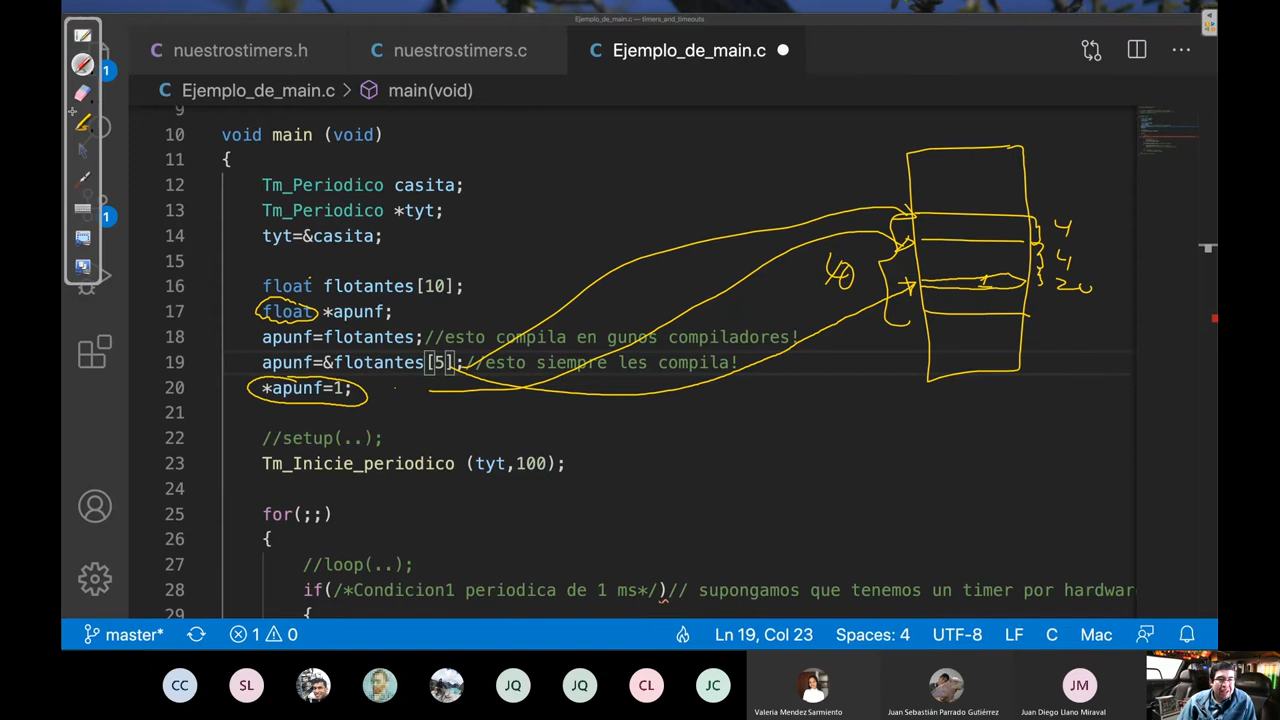 Ejemplo_de_main.c — timers_and_timeouts
nuestrostimers.h
nuestrostimers.c
Ejemplo_de_main.c
Ejemplo_de_main.c > main(void)
9
10 void main (void)
11 {
12 Tm_Periodico casita;
13 Tm_Periodico *tyt;
14 tyt=&casita;
15
16 float flotantes[10];
17 float *apunf;
18 apunf=flotantes;//esto compila en gunos compiladores!
19 apunf=&flotantes[5];//esto siempre les compila!
20 *apunf=1;
21
22 //setup(..);
23 Tm_Inicie_periodico (tyt,100);
24
25 for(;;)
26 {
27 //loop(..);
28 if(/*Condicion1 periodica de 1 ms*/)// supongamos que tenemos un timer por hardwar
29 {
1
1
40
4
4
20
1
master* 1 0 Ln 19, Col 23 Spaces: 4 UTF-8 LF C Mac
CC SL JQ JQ CL JC JM
Valeria Mendez Sarmiento Juan Sebastián Parrado Gutiérrez Juan Diego Llano Miraval